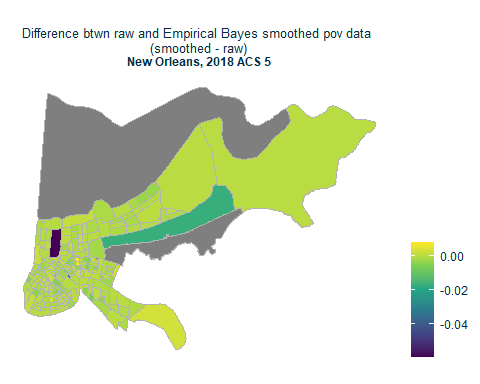 Difference btwn raw and Empirical Bayes smoothed pov data
(smoothed - raw)
New Orleans, 2018 ACS 5
0.00
-0.02
-0.04